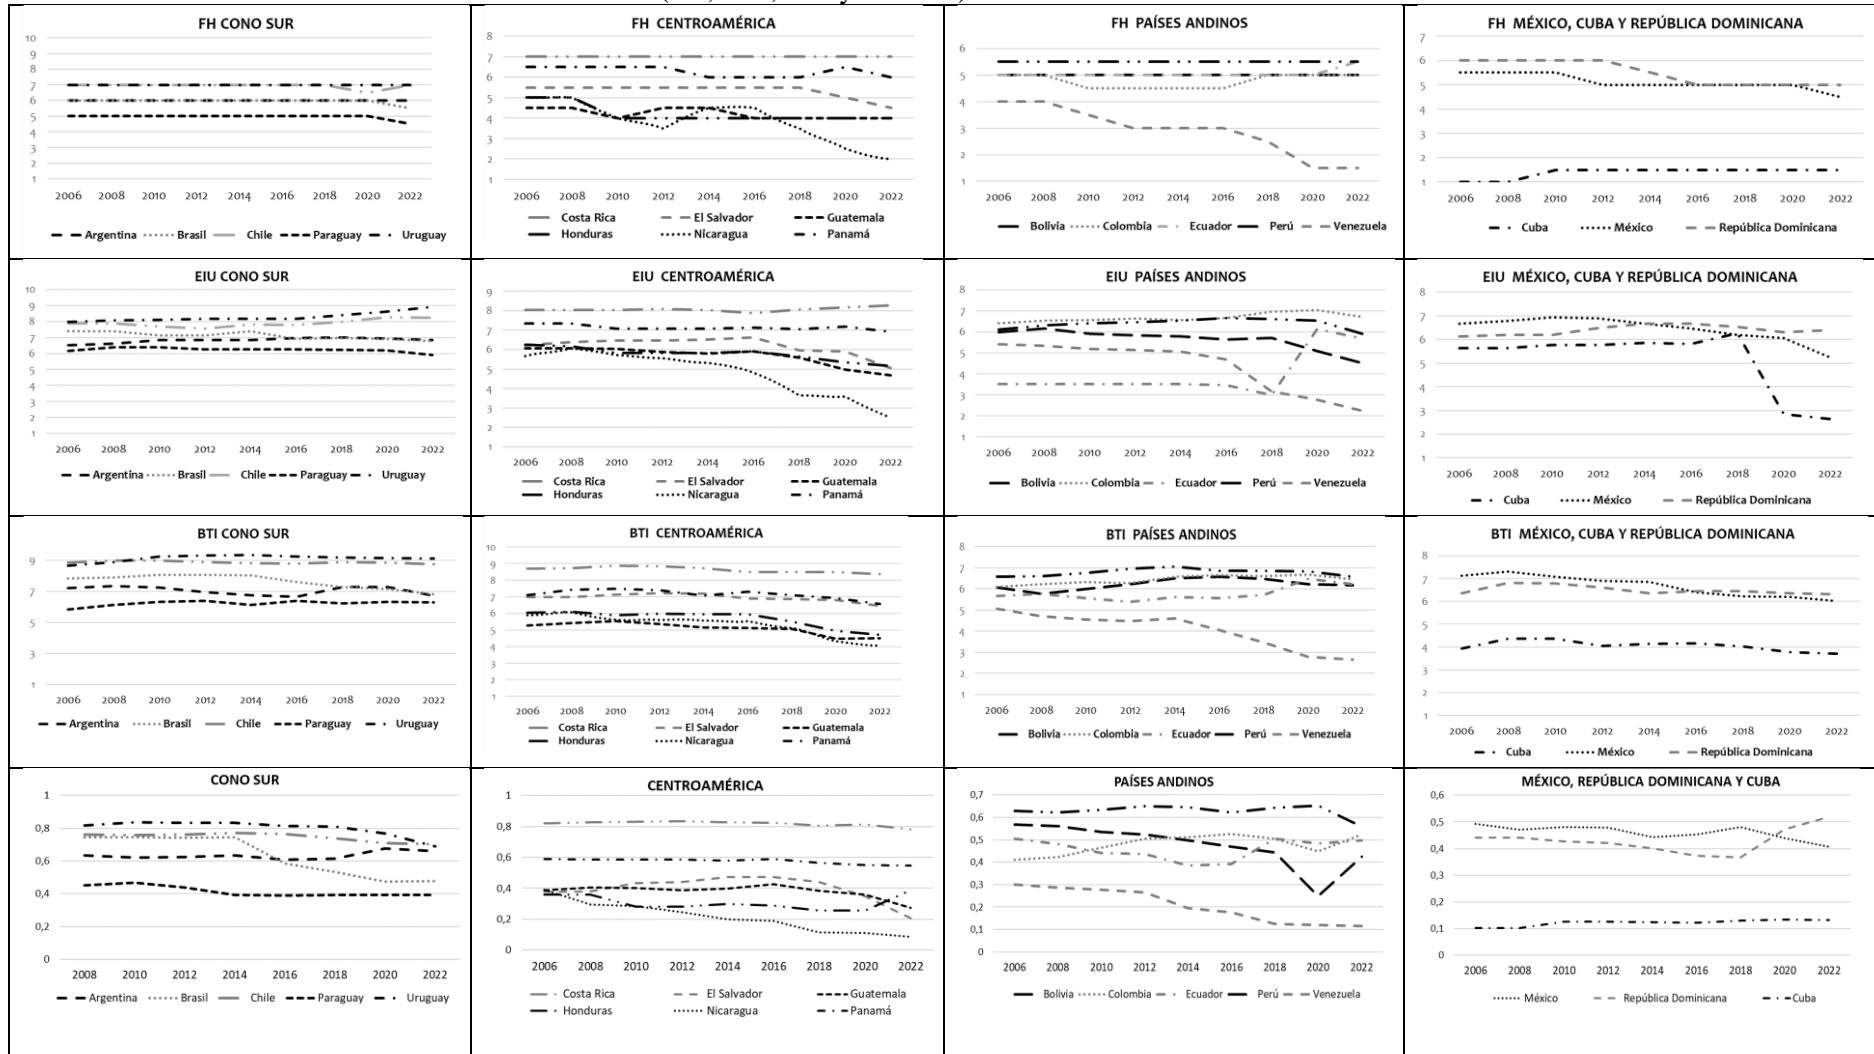 FH CONO SUR
10
9
8
7
6
5
4
3
2
1
2006 2008 2010 2012 2014 2016 2018 2020 2022
Argentina Brasil Chile Paraguay Uruguay
FH CENTROAMÉRICA
8
7
6
5
4
3
2
1
2006 2008 2010 2012 2014 2016 2018 2020 2022
Costa Rica El Salvador Guatemala
Honduras Nicaragua Panamá
FH PAÍSES ANDINOS
6
5
4
3
2
1
2006 2008 2010 2012 2014 2016 2018 2020 2022
Bolivia Colombia Ecuador Perú Venezuela
FH MÉXICO, CUBA Y REPÚBLICA DOMINICANA
7
6
5
4
3
2
1
2006 2008 2010 2012 2014 2016 2018 2020 2022
Cuba México República Dominicana
EIU CONO SUR
10
9
8
7
6
5
4
3
2
1
2006 2008 2010 2012 2014 2016 2018 2020 2022
Argentina Brasil Chile Paraguay Uruguay
EIU CENTROAMÉRICA
9
8
7
6
5
4
3
2
1
2006 2008 2010 2012 2014 2016 2018 2020 2022
Costa Rica El Salvador Guatemala
Honduras Nicaragua Panamá
EIU PAÍSES ANDINOS
8
7
6
5
4
3
2
1
2006 2008 2010 2012 2014 2016 2018 2020 2022
Bolivia Colombia Ecuador Perú Venezuela
EIU MÉXICO, CUBA Y REPÚBLICA DOMINICANA
8
7
6
5
4
3
2
1
2006 2008 2010 2012 2014 2016 2018 2020 2022
Cuba México República Dominicana
BTI CONO SUR
9
7
5
3
1
2006 2008 2010 2012 2014 2016 2018 2020 2022
Argentina Brasil Chile Paraguay Uruguay
BTI CENTROAMÉRICA
10
9
8
7
6
5
4
3
2
1
2006 2008 2010 2012 2014 2016 2018 2020 2022
Costa Rica El Salvador Guatemala
Honduras Nicaragua Panamá
BTI PAÍSES ANDINOS
8
7
6
5
4
3
2
1
2006 2008 2010 2012 2014 2016 2018 2020 2022
Bolivia Colombia Ecuador Perú Venezuela
BTI MÉXICO, CUBA Y REPÚBLICA DOMINICANA
8
7
6
5
4
3
2
1
2006 2008 2010 2012 2014 2016 2018 2020 2022
Cuba México República Dominicana
CONO SUR
1
0,8
0,6
0,4
0,2
0
2008 2010 2012 2014 2016 2018 2020 2022
Argentina Brasil Chile Paraguay Uruguay
CENTROAMÉRICA
1
0,8
0,6
0,4
0,2
0
2006 2008 2010 2012 2014 2016 2018 2020 2022
Costa Rica El Salvador Guatemala
Honduras Nicaragua Panamá
PAÍSES ANDINOS
0,7
0,6
0,5
0,4
0,3
0,2
0,1
0
2006 2008 2010 2012 2014 2016 2018 2020 2022
Bolivia Colombia Ecuador Perú Venezuela
MÉXICO, REPÚBLICA DOMINICANA Y CUBA
0,6
0,5
0,4
0,3
0,2
0,1
0
2006 2008 2010 2012 2014 2016 2018 2020 2022
México República Dominicana Cuba